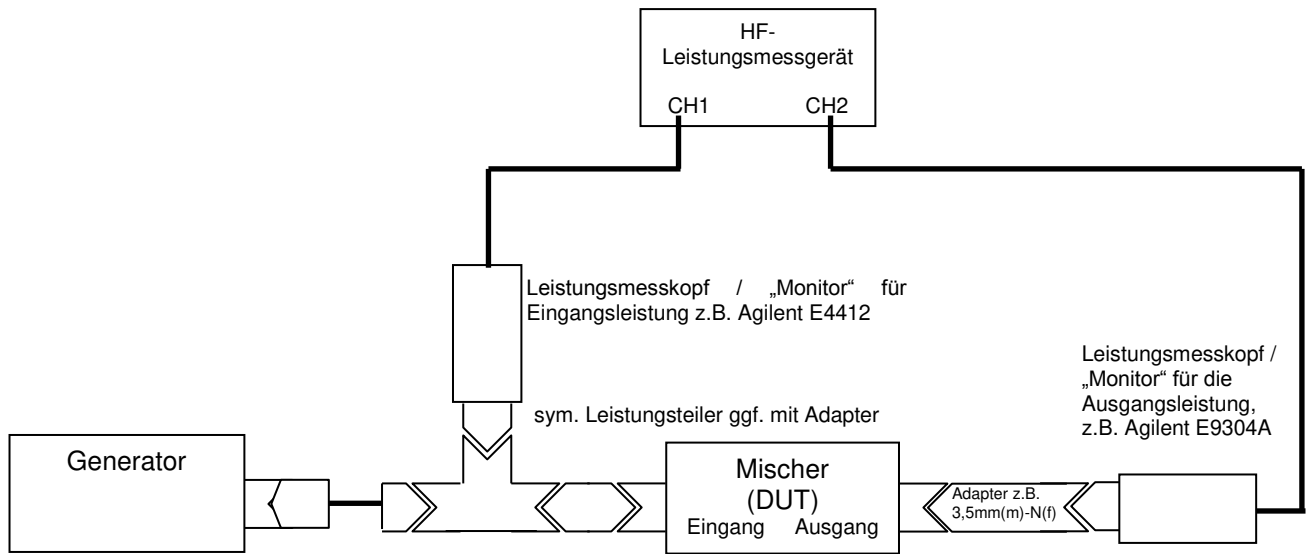 HF-
Leistungsmessgerät
CH1 CH2
Leistungsmesskopf / „Monitor“ für
Eingangsleistung z.B. Agilent E4412
Leistungsmesskopf /
„Monitor“ für die
Ausgangsleistung,
z.B. Agilent E9304A
sym. Leistungsteiler ggf. mit Adapter
Generator
Mischer
(DUT)
Eingang Ausgang
Adapter z.B.
3,5mm(m)-N(f)